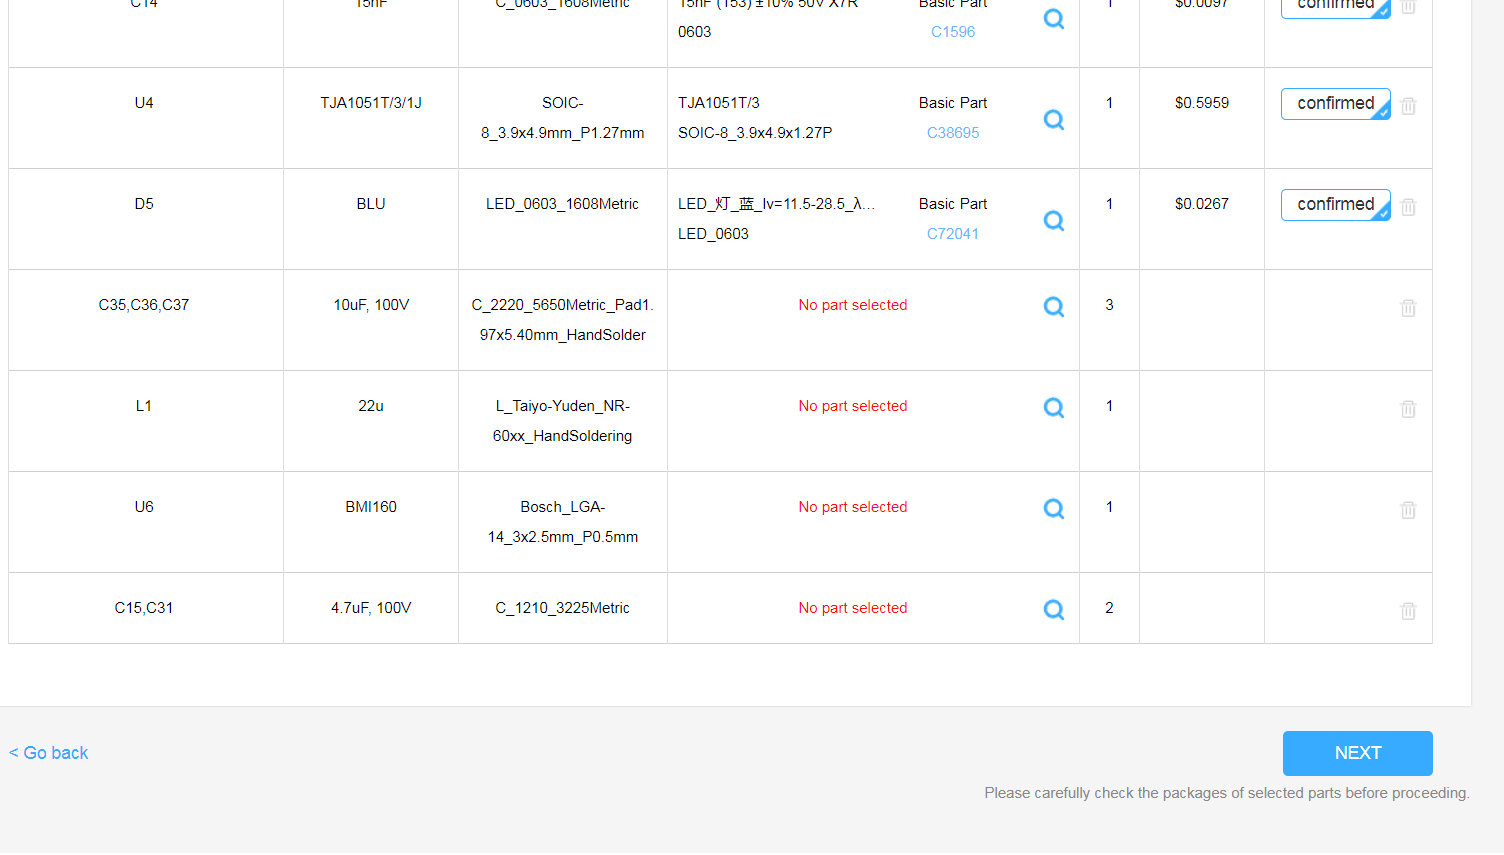 C14
15nF
C_0603_1608Metric
15nF (153) ±10% 50V X7R
0603
Basic Part
C1596
1
$0.0097
confirmed
U4
TJA1051T/3/1J
SOIC-
8_3.9x4.9mm_P1.27mm
TJA1051T/3
SOIC-8_3.9x4.9x1.27P
Basic Part
C38695
1
$0.5959
confirmed
D5
BLU
LED_0603_1608Metric
LED_灯_蓝_Iv=11.5-28.5_λ...
LED_0603
Basic Part
C72041
1
$0.0267
confirmed
C35,C36,C37
10uF, 100V
C_2220_5650Metric_Pad1.
97x5.40mm_HandSolder
No part selected
3
L1
22u
L_Taiyo-Yuden_NR-
60xx_HandSoldering
No part selected
1
U6
BMI160
Bosch_LGA-
14_3x2.5mm_P0.5mm
No part selected
1
C15,C31
4.7uF, 100V
C_1210_3225Metric
No part selected
2
< Go back
NEXT
Please carefully check the packages of selected parts before proceeding.